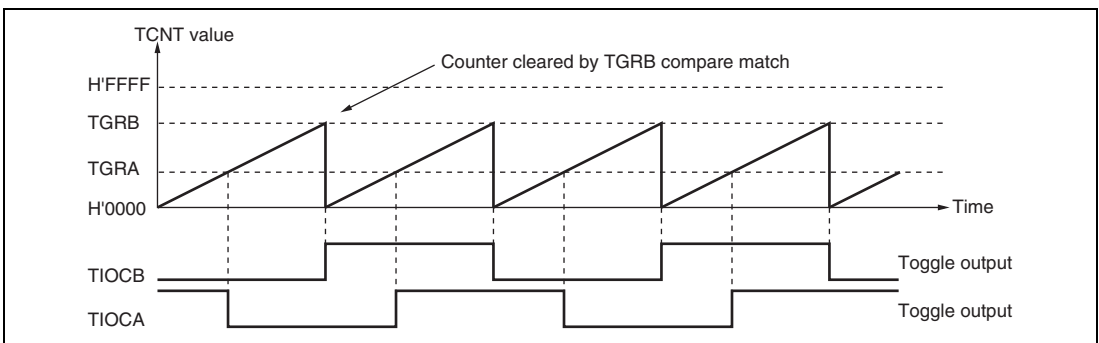 TCNT value
Counter cleared by TGRB compare match
H'FFFF
TGRB
TGRA
H'0000
Time
TIOCB
Toggle output
TIOCA
Toggle output